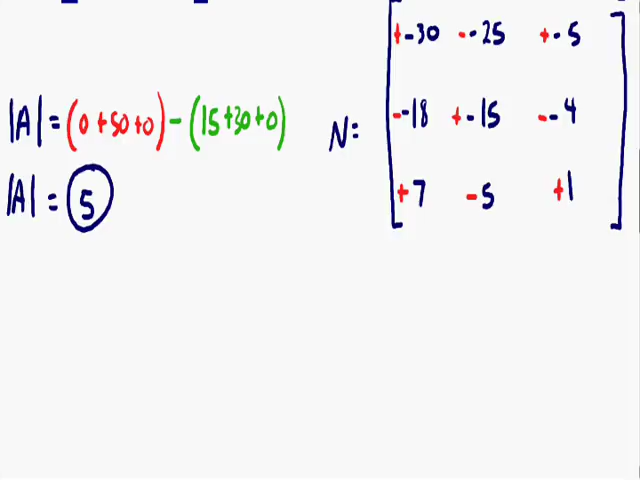 |A| = (0 + 50 + 0) - (15 + 30 + 0)
|A| = 5
N=
+-30 --25 +-5
--18 +-15 --4
+7 -5 +1